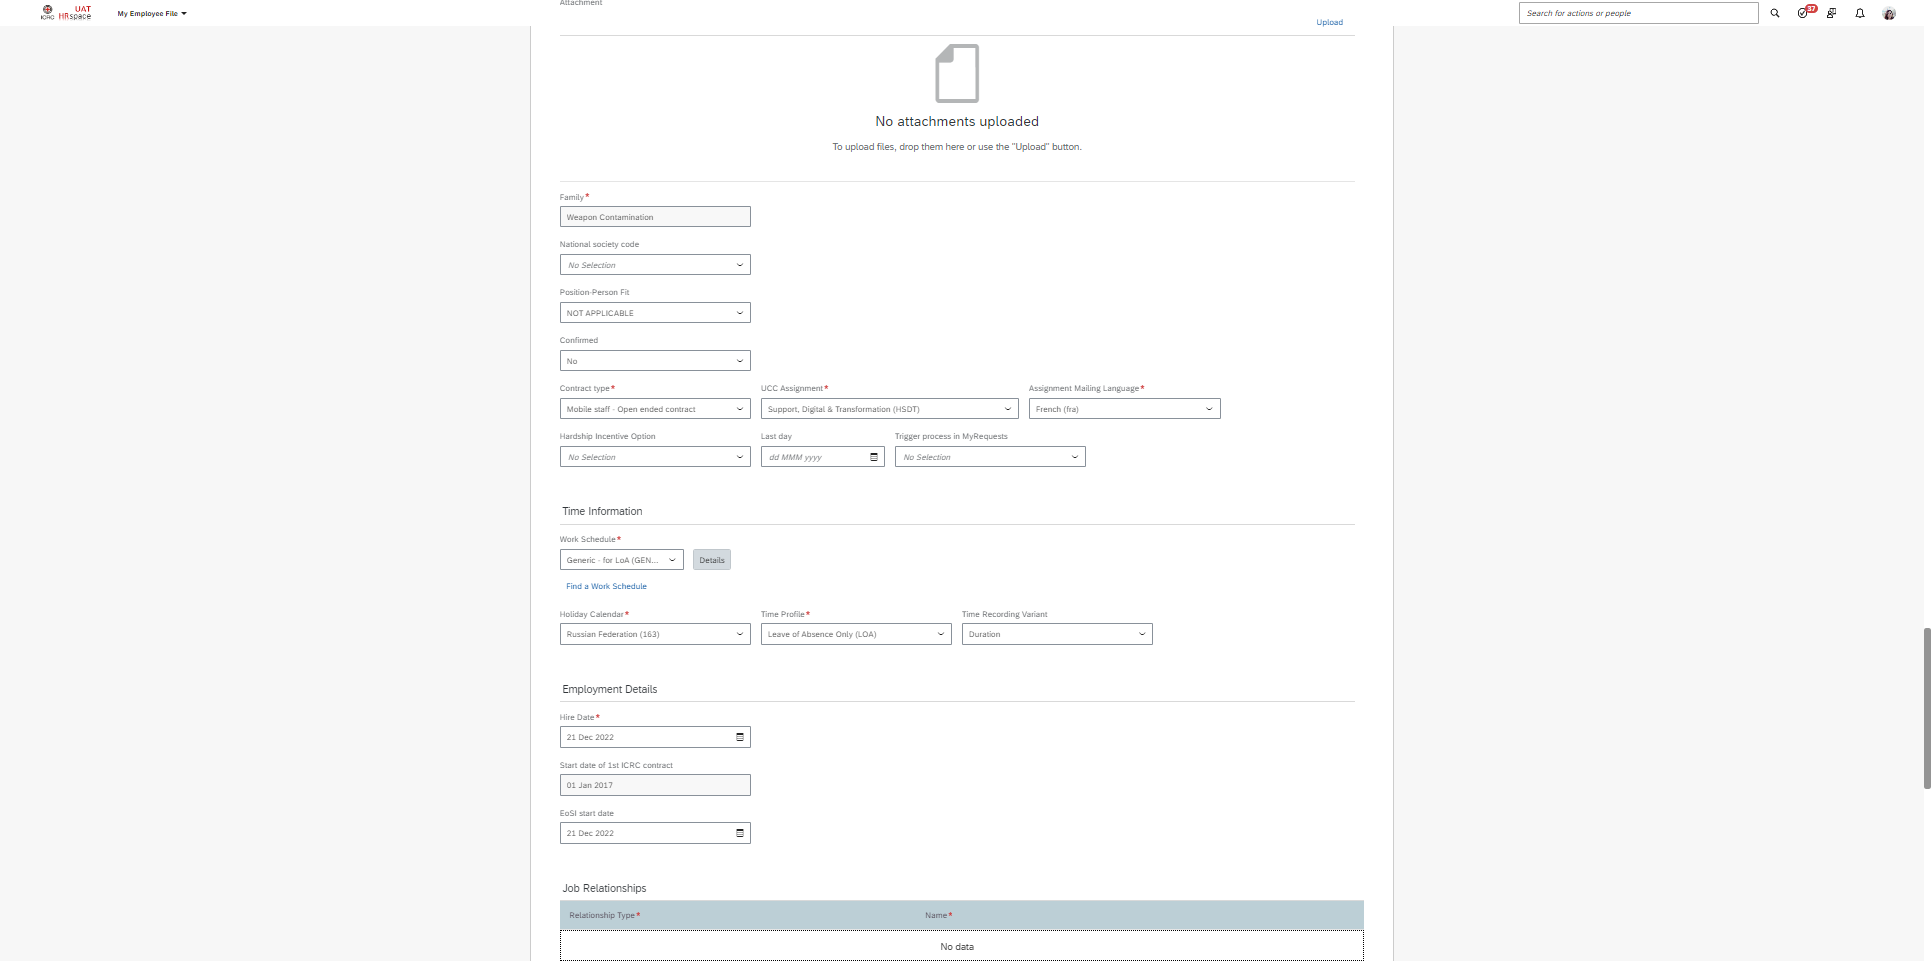 ICRC
UAT
HRspace
My Employee File
Search for actions or people
37
Attachment
Upload
No attachments uploaded
To upload files, drop them here or use the "Upload" button.
Family*
Weapon Contamination
National society code
No Selection
Position-Person Fit
NOT APPLICABLE
Confirmed
No
Contract type* UCC Assignment* Assignment Mailing Language*
Mobile staff - Open ended contract Support, Digital & Transformation (HSDT) French (fra)
Hardship Incentive Option Last day Trigger process in MyRequests
No Selection dd MMM yyyy No Selection
Time Information
Work Schedule*
Generic - for LoA (GEN... Details
Find a Work Schedule
Holiday Calendar* Time Profile* Time Recording Variant
Russian Federation (163) Leave of Absence Only (LOA) Duration
Employment Details
Hire Date*
21 Dec 2022
Start date of 1st ICRC contract
01 Jan 2017
EoSI start date
21 Dec 2022
Job Relationships
Relationship Type* Name*
No data